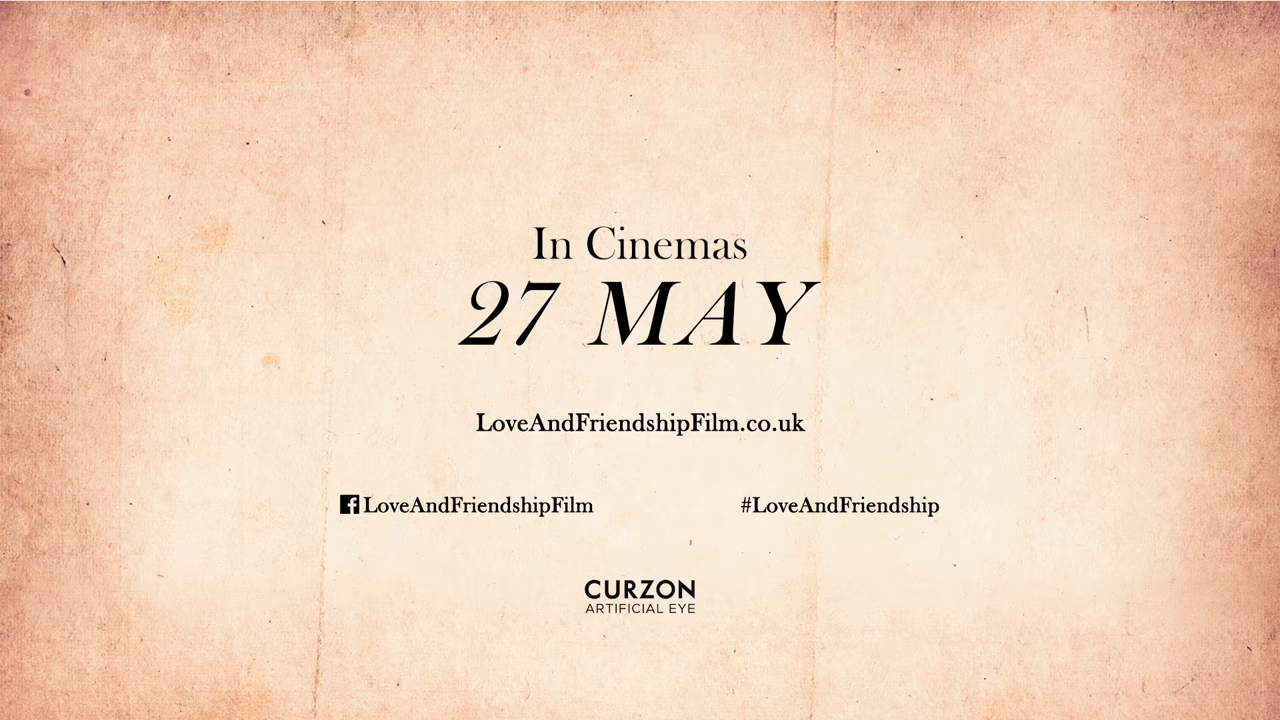 In Cinemas
27 MAY
LoveAndFriendshipFilm.co.uk
LoveAndFriendshipFilm
#LoveAndFriendship
CURZON
ARTIFICIAL EYE